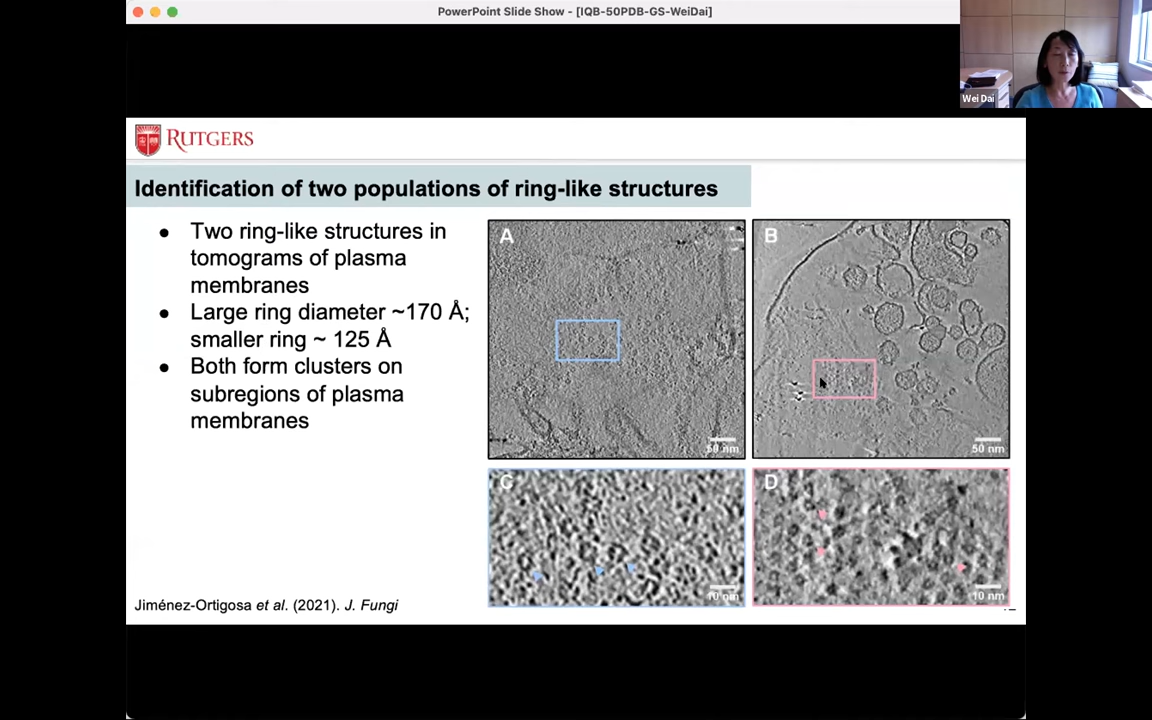 PowerPoint Slide Show - [IQB-50PDB-GS-WeiDai]
Wei Dai
RUTGERS
Identification of two populations of ring-like structures
● Two ring-like structures in
tomograms of plasma
membranes
● Large ring diameter ~170 Å;
smaller ring ~ 125 Å
● Both form clusters on
subregions of plasma
membranes
A
B
50 nm
50 nm
C
D
10 nm
10 nm
Jiménez-Ortigosa et al. (2021). J. Fungi